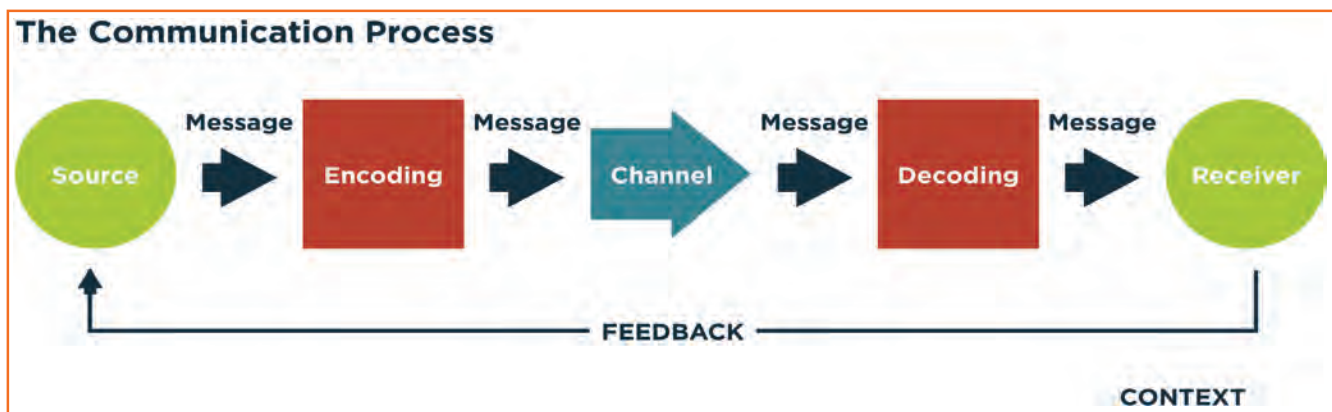 The Communication Process
Message Message Message Message
Source Encoding Channel Decoding Receiver
FEEDBACK
CONTEXT